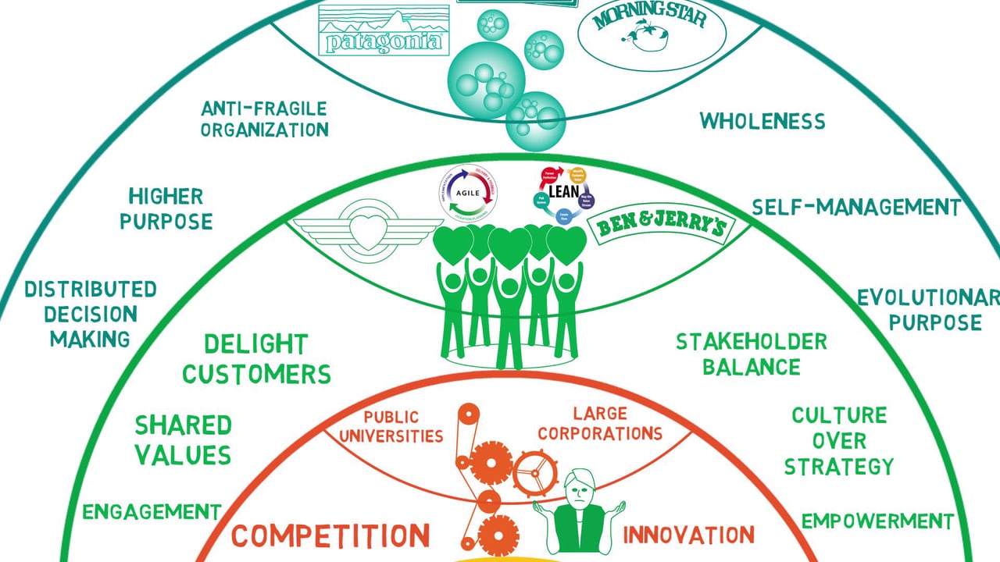 patagonia
MORNING STAR
ANTI-FRAGILE
ORGANIZATION
WHOLENESS
HIGHER
PURPOSE
SELF-MANAGEMENT
AGILE
LEAN
BEN & JERRY'S
DISTRIBUTED
DECISION
MAKING
EVOLUTIONAR
PURPOSE
DELIGHT
CUSTOMERS
STAKEHOLDER
BALANCE
SHARED
VALUES
CULTURE
OVER
STRATEGY
PUBLIC
UNIVERSITIES
LARGE
CORPORATIONS
ENGAGEMENT
EMPOWERMENT
COMPETITION
INNOVATION